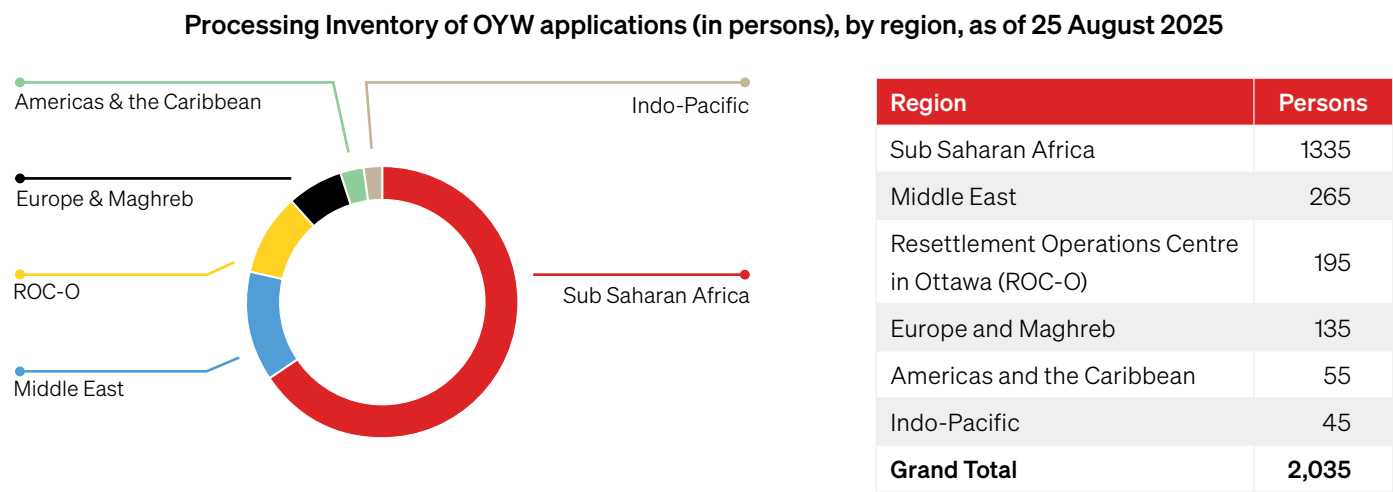 Processing Inventory of OYW applications (in persons), by region, as of 25 August 2025
Americas & the Caribbean
Indo-Pacific
Europe & Maghreb
ROC-O
Sub Saharan Africa
Middle East
Region Persons
Sub Saharan Africa 1335
Middle East 265
Resettlement Operations Centre
in Ottawa (ROC-O) 195
Europe and Maghreb 135
Americas and the Caribbean 55
Indo-Pacific 45
Grand Total 2,035